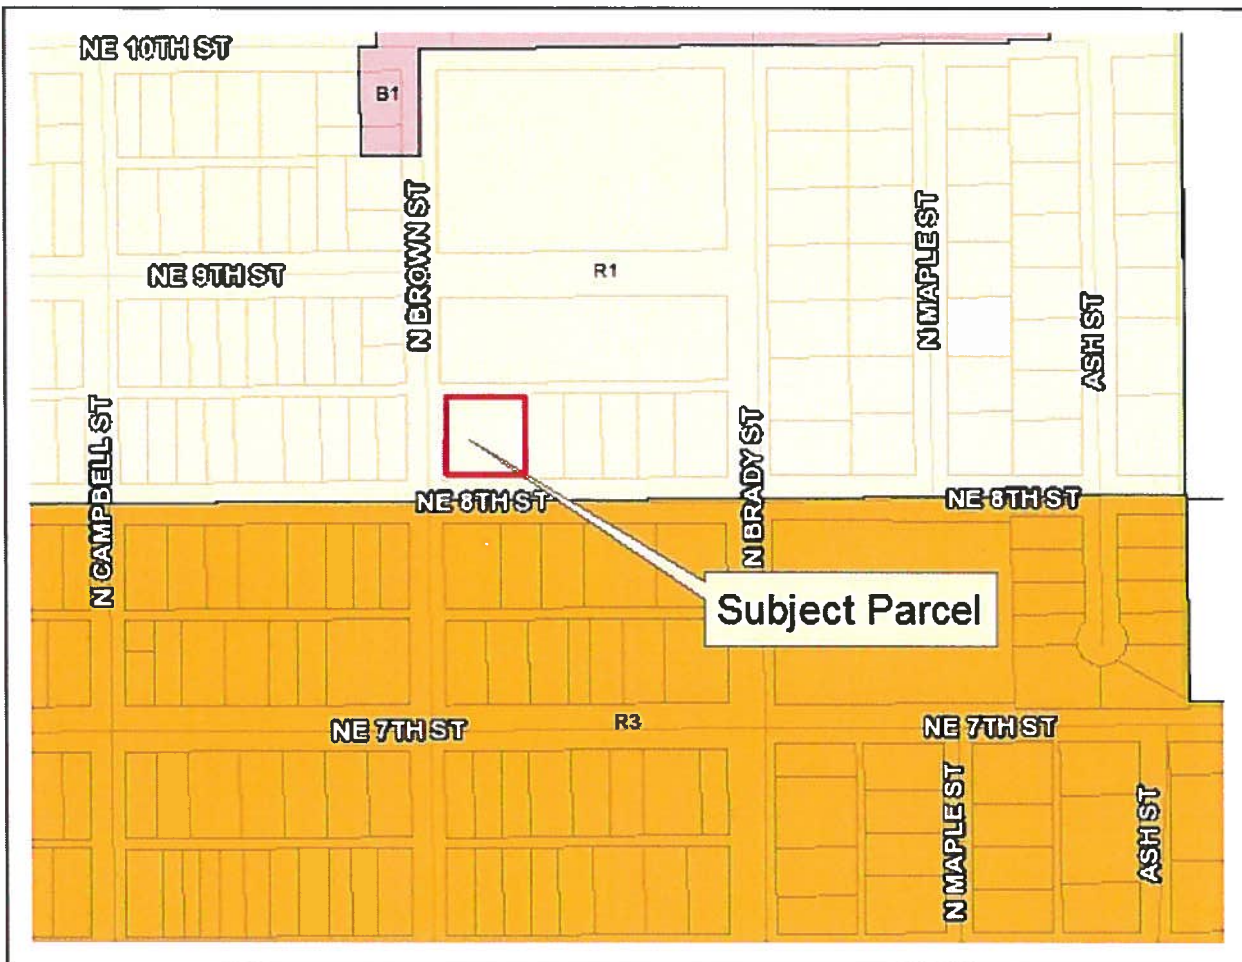 NE 10TH ST
B1
N BROWN ST
N MAPLE ST
NE 9TH ST
R1
ASH ST
N CAMPBELL ST
N BRADY ST
NE 8TH ST
NE 8TH ST
Subject Parcel
NE 7TH ST
R3
NE 7TH ST
N MAPLE ST
ASH ST